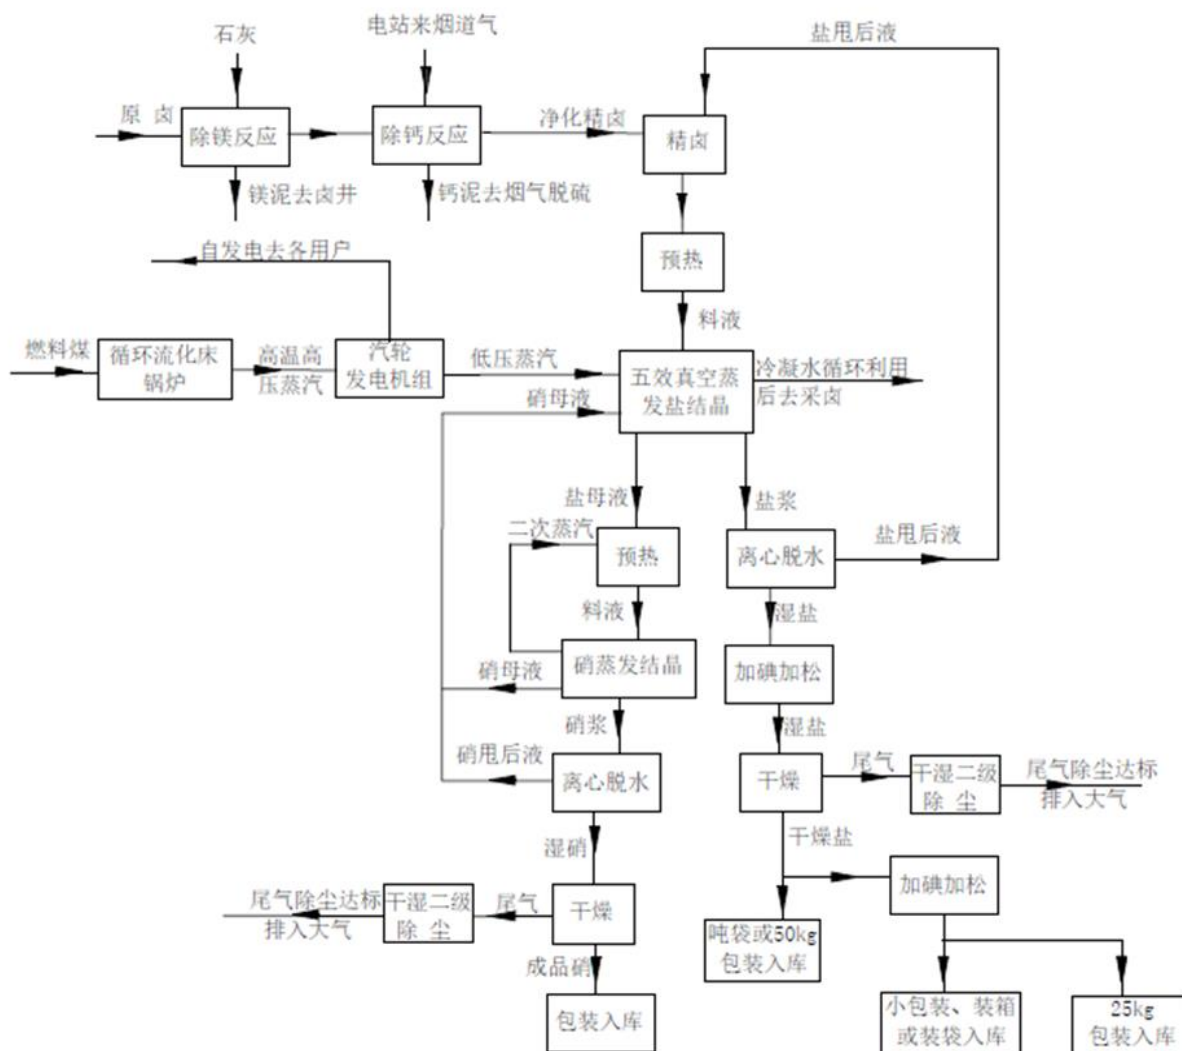 石灰
电站来烟道气
盐甩后液
原 卤
除镁反应
除钙反应
净化精卤
精卤
镁泥去卤井
钙泥去烟气脱硫
自发电去各用户
预热
料液
燃料煤
循环流化床
锅炉
高温高
压蒸汽
汽轮
发电机组
低压蒸汽
硝母液
五效真空蒸
发盐结晶
冷凝水循环利用
后去采卤
盐母液
盐浆
二次蒸汽
预热
离心脱水
盐甩后液
料液
湿盐
硝母液
硝蒸发结晶
加碘加松
硝浆
湿盐
硝甩后液
离心脱水
干燥
尾气
干湿二级
除 尘
尾气除尘达标
排入大气
湿硝
干燥盐
加碘加松
尾气除尘达标
排入大气
干湿二级
除 尘
尾气
干燥
吨袋或50kg
包装入库
成品硝
包装入库
小包装、装箱
或装袋入库
25kg
包装入库